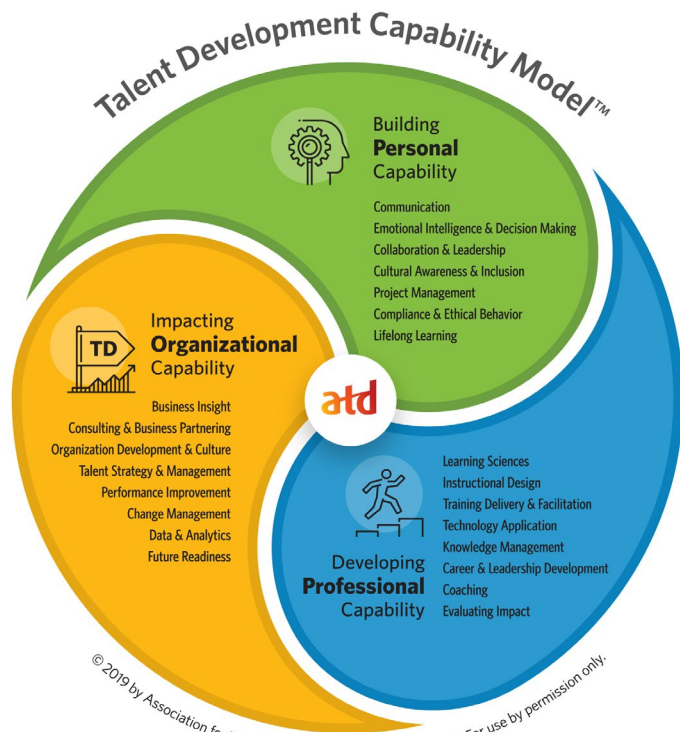 Talent Development Capability Model™
Building
Personal
Capability
Communication
Emotional Intelligence & Decision Making
Collaboration & Leadership
Cultural Awareness & Inclusion
Project Management
Compliance & Ethical Behavior
Lifelong Learning
TD
Impacting
Organizational
Capability
Business Insight
Consulting & Business Partnering
Organization Development & Culture
Talent Strategy & Management
Performance Improvement
Change Management
Data & Analytics
Future Readiness
atd
Developing
Professional
Capability
Learning Sciences
Instructional Design
Training Delivery & Facilitation
Technology Application
Knowledge Management
Career & Leadership Development
Coaching
Evaluating Impact
© 2019 by Association
For use by permission only.